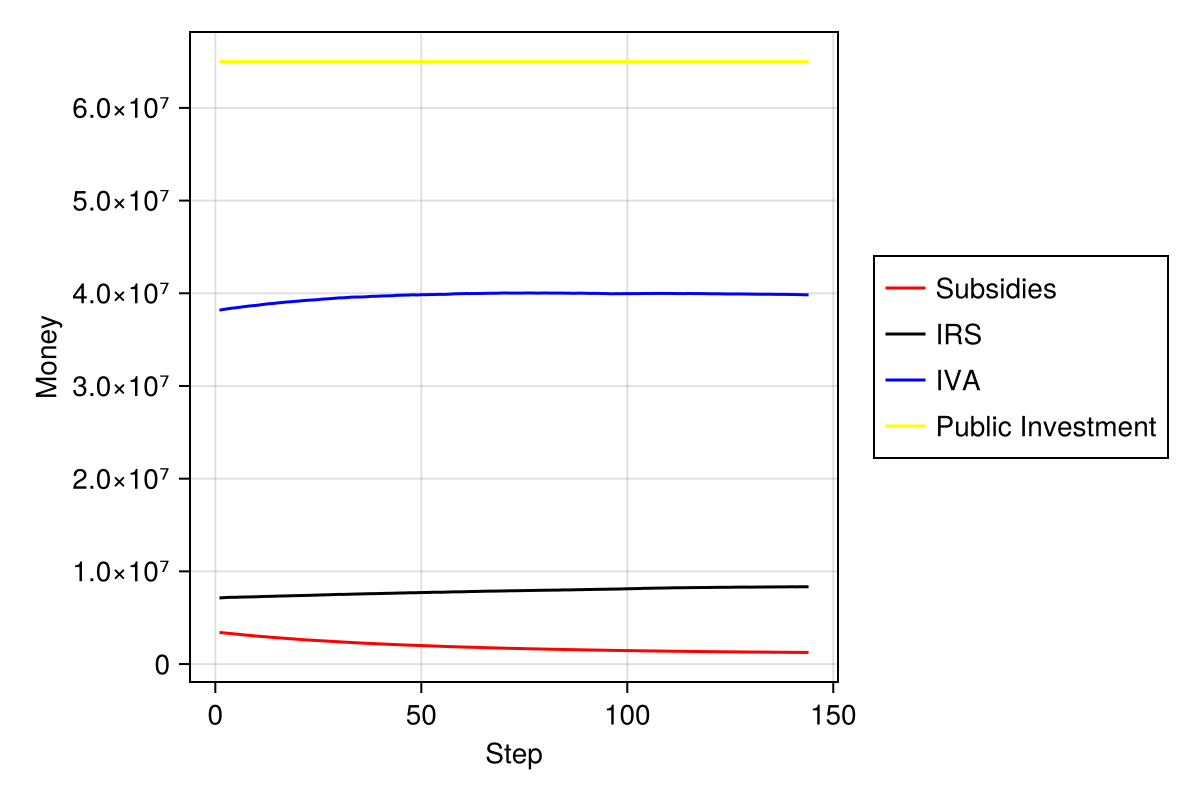 6.0×10⁷
5.0×10⁷
4.0×10⁷
3.0×10⁷
2.0×10⁷
1.0×10⁷
0
Money
0 50 100 150
Step
Subsidies
IRS
IVA
Public Investment